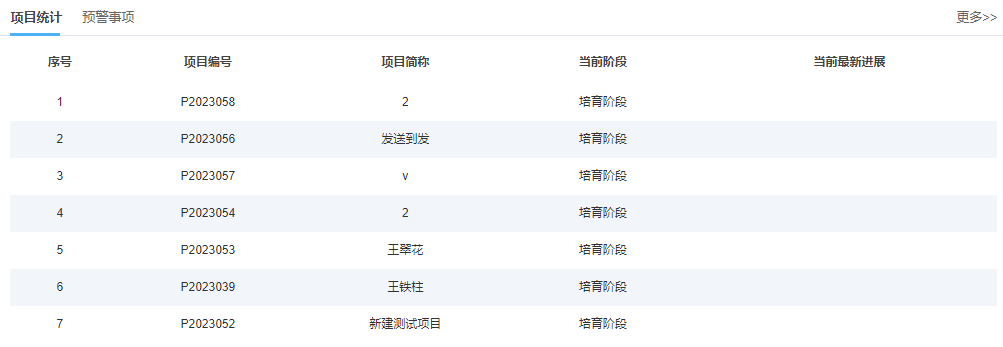 项目统计 预警事项 更多>>
序号 项目编号 项目简称 当前阶段 当前最新进展
1 P2023058 2 培育阶段
2 P2023056 发送到发 培育阶段
3 P2023057 v 培育阶段
4 P2023054 2 培育阶段
5 P2023053 王翠花 培育阶段
6 P2023039 王铁柱 培育阶段
7 P2023052 新建测试项目 培育阶段